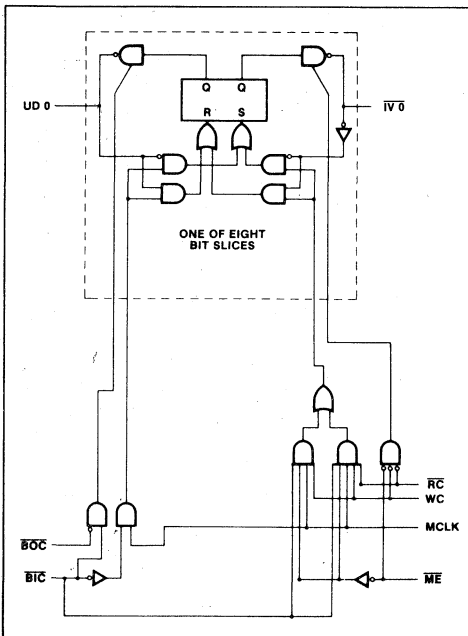 UD 0
Q Q
R S
IV 0
ONE OF EIGHT
BIT SLICES
RC
WC
MCLK
BOC
BIC
ME